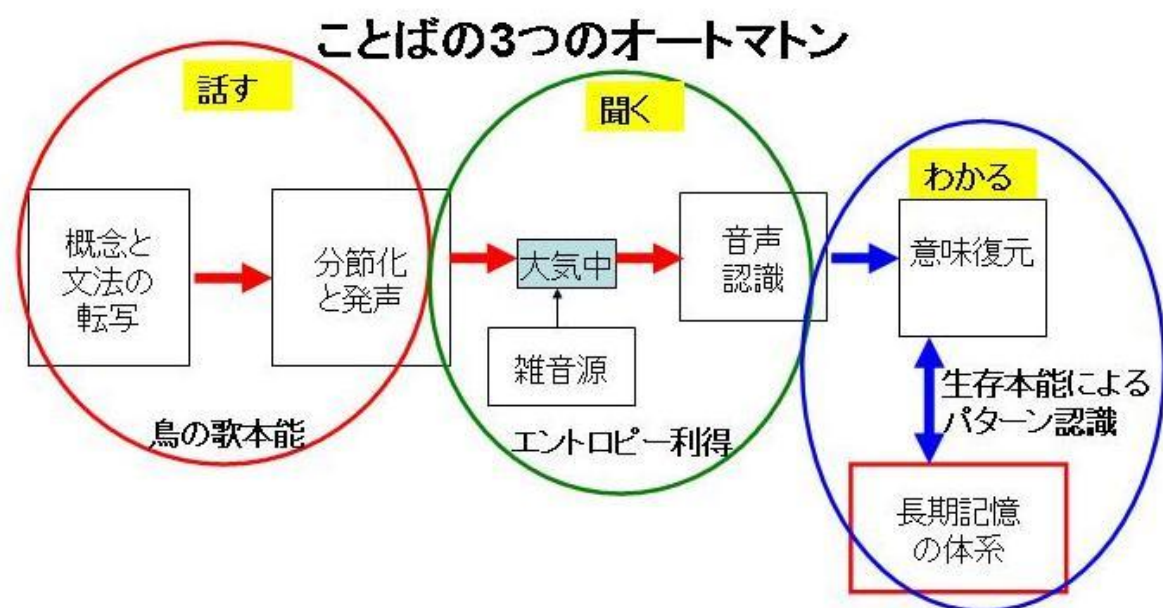 ことばの3つのオートマトン
話す
聞く
わかる
概念と
文法の
転写
分節化
と発声
大気中
音声
認識
意味復元
雑音源
鳥の歌本能
エントロピー利得
生存本能による
パターン認識
長期記憶
の体系